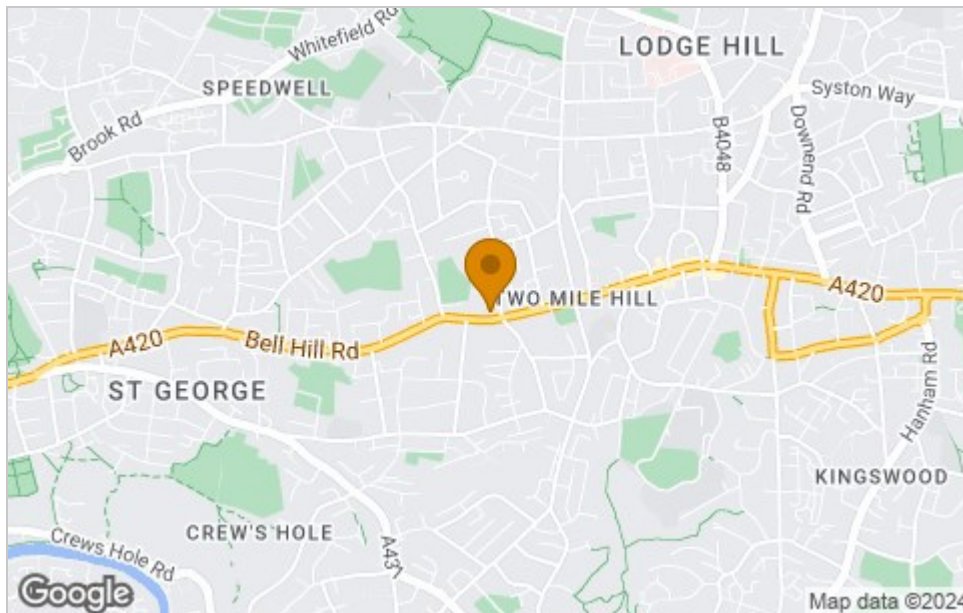 Whitefield Rd
LODGE HILL
SPEEDWELL
Syston Way
Brook Rd
B4048
Downend Rd
TWO MILE HILL
A420
A420
Bell Hill Rd
ST GEORGE
Hanham Rd
KINGSWOOD
CREW'S HOLE
A431
Crews Hole Rd
Google
Map data ©2024